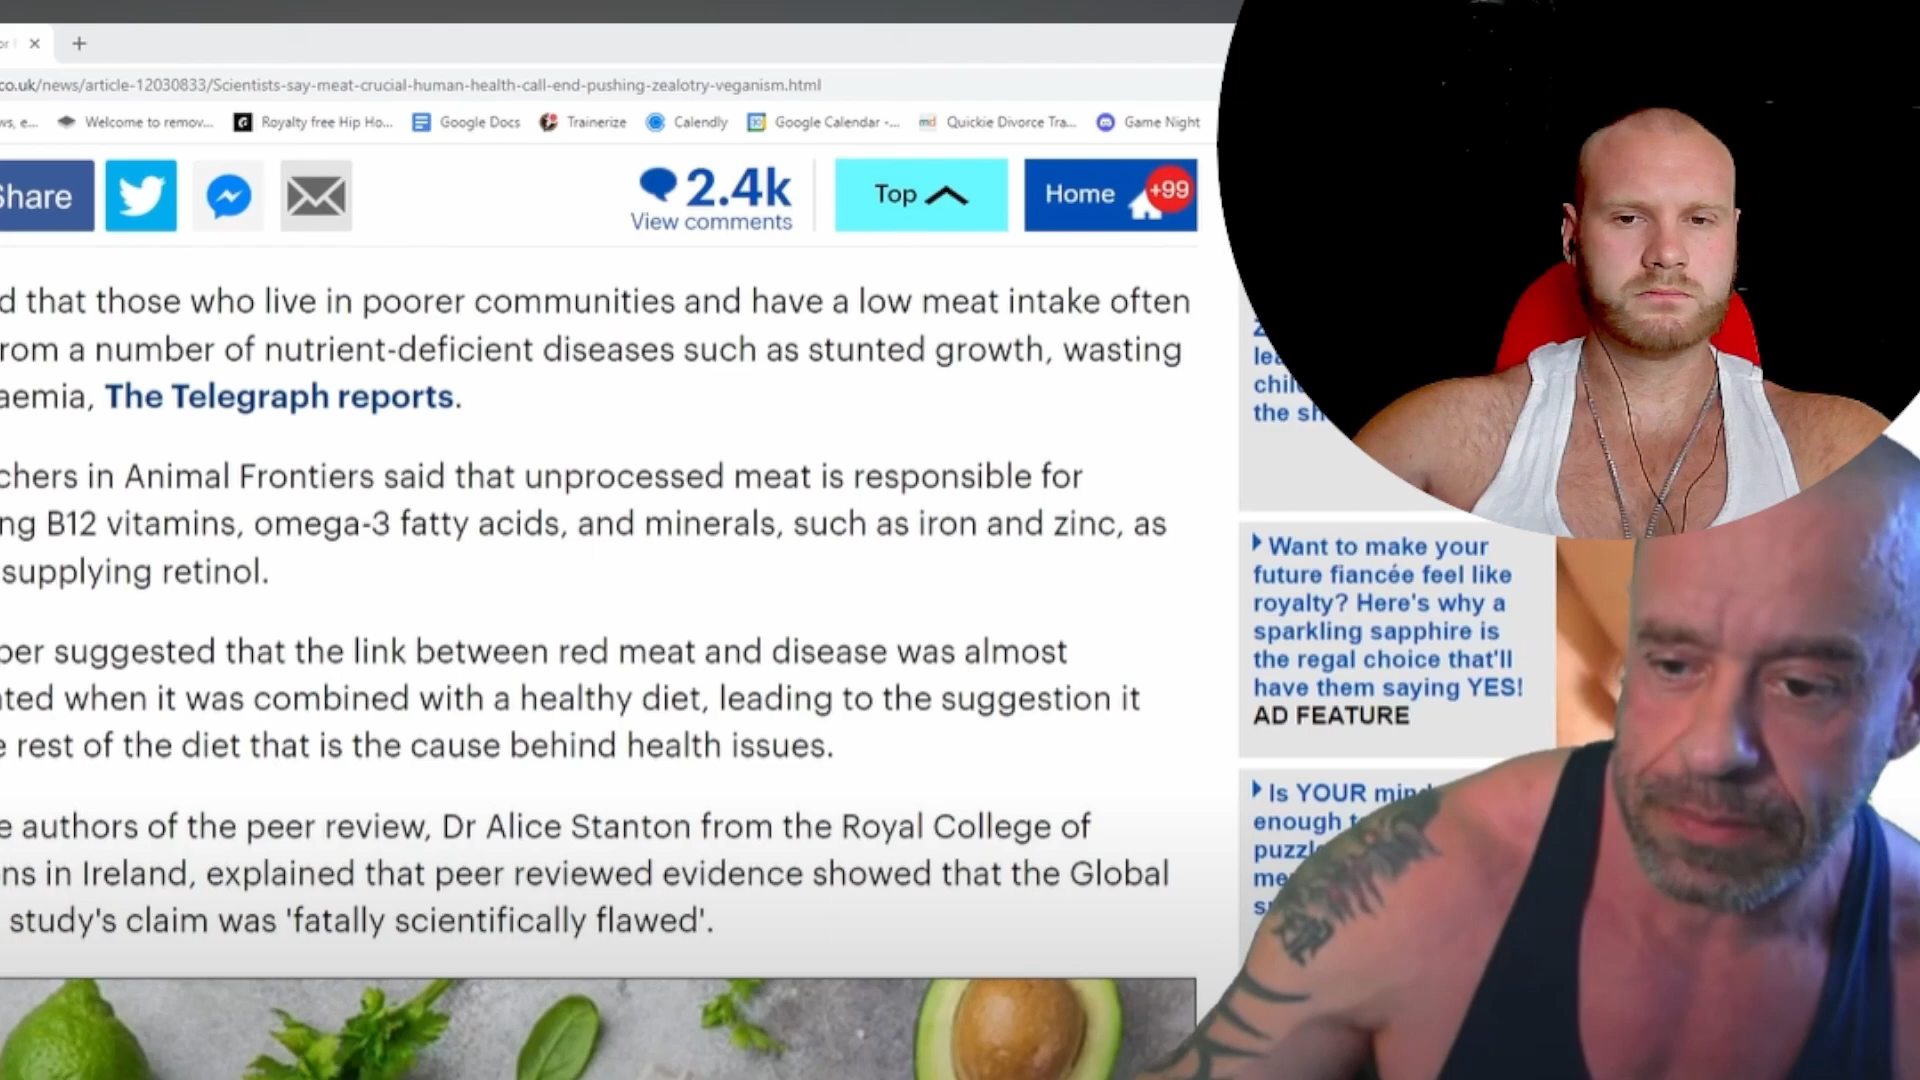 co.uk/news/article-12030833/Scientists-say-meat-crucial-human-health-call-end-pushing-zealotry-veganism.html
Welcome to remov... Royalty free Hip Ho... Google Docs Trainerize Calendly Google Calendar -... Quickie Divorce Tra... Game Night
Share
2.4k
View comments
Top
Home +99
d that those who live in poorer communities and have a low meat intake often
rom a number of nutrient-deficient diseases such as stunted growth, wasting
aemia, The Telegraph reports.
chers in Animal Frontiers said that unprocessed meat is responsible for
ng B12 vitamins, omega-3 fatty acids, and minerals, such as iron and zinc, as
supplying retinol.
per suggested that the link between red meat and disease was almost
ated when it was combined with a healthy diet, leading to the suggestion it
e rest of the diet that is the cause behind health issues.
e authors of the peer review, Dr Alice Stanton from the Royal College of
ns in Ireland, explained that peer reviewed evidence showed that the Global
study's claim was 'fatally scientifically flawed'.
the sh
Want to make your
future fiancée feel like
royalty? Here's why a
sparkling sapphire is
the regal choice that'll
have them saying YES!
AD FEATURE
Is YOUR mind
enough
puzzl
me